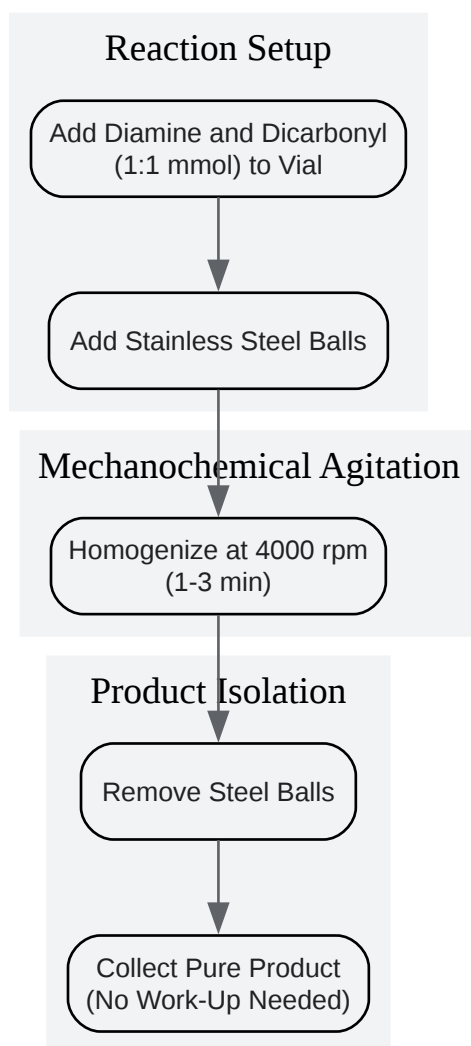 Reaction Setup
Add Diamine and Dicarbonyl
(1:1 mmol) to Vial
Add Stainless Steel Balls
Mechanochemical Agitation
Homogenize at 4000 rpm
(1-3 min)
Product Isolation
Remove Steel Balls
Collect Pure Product
(No Work-Up Needed)